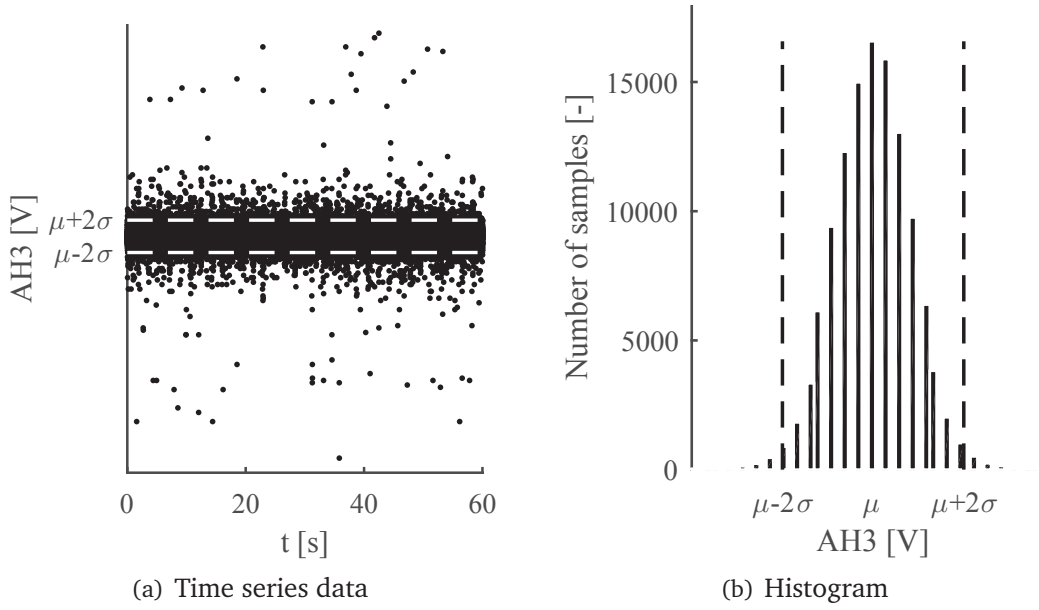 AH3 [V]
μ+2σ
μ-2σ
0 20 40 60
t [s]
(a) Time series data
Number of samples [-]
15000
10000
5000
0
μ-2σ μ μ+2σ
AH3 [V]
(b) Histogram